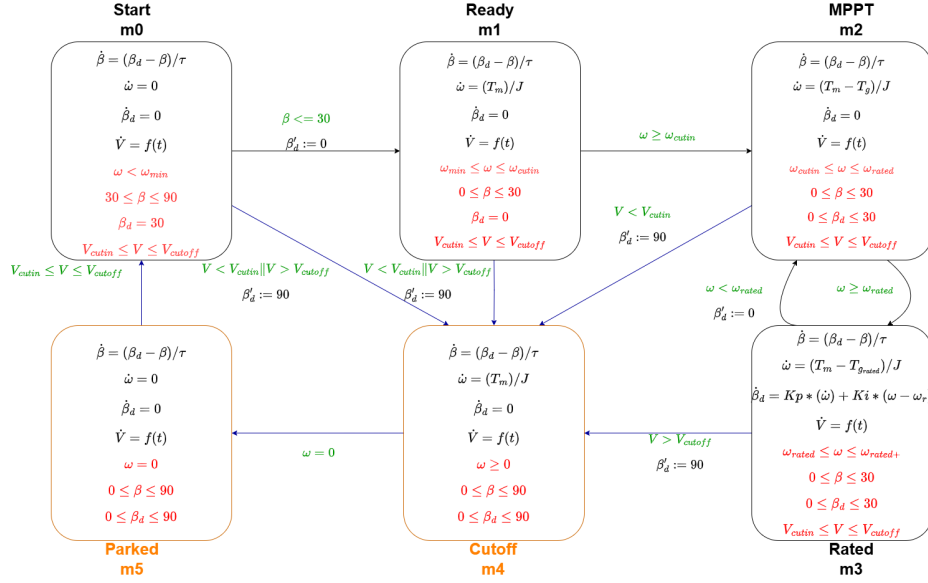 Start
m0
β̇ = (β_d − β)/τ
ω̇ = 0
β̇_d = 0
V̇ = f(t)
ω < ω_min
30 ≤ β ≤ 90
β_d = 30
V_cutin ≤ V ≤ V_cutoff
β <= 30
β′_d := 0
Ready
m1
β̇ = (β_d − β)/τ
ω̇ = (T_m)/J
β̇_d = 0
V̇ = f(t)
ω_min ≤ ω ≤ ω_cutin
0 ≤ β ≤ 30
β_d = 0
V_cutin ≤ V ≤ V_cutoff
ω ≥ ω_cutin
MPPT
m2
β̇ = (β_d − β)/τ
ω̇ = (T_m − T_g)/J
β̇_d = 0
V̇ = f(t)
ω_cutin ≤ ω ≤ ω_rated
0 ≤ β ≤ 30
0 ≤ β_d ≤ 30
V_cutin ≤ V ≤ V_cutoff
V < V_cutin
β′_d := 90
V_cutin ≤ V ≤ V_cutoff
V < V_cutin‖V > V_cutoff
β′_d := 90
V < V_cutin‖V > V_cutoff
β′_d := 90
ω < ω_rated
β′_d := 0
ω ≥ ω_rated
β̇ = (β_d − β)/τ
ω̇ = 0
β̇_d = 0
V̇ = f(t)
ω = 0
0 ≤ β ≤ 90
0 ≤ β_d ≤ 90
Parked
m5
ω = 0
β̇ = (β_d − β)/τ
ω̇ = (T_m)/J
β̇_d = 0
V̇ = f(t)
ω ≥ 0
0 ≤ β ≤ 90
0 ≤ β_d ≤ 90
Cutoff
m4
V > V_cutoff
β′_d := 90
β̇ = (β_d − β)/τ
ω̇ = (T_m − T_g_rated)/J
β̇_d = Kp * (ω̇) + Ki * (ω − ω_r
V̇ = f(t)
ω_rated ≤ ω ≤ ω_rated+
0 ≤ β ≤ 30
0 ≤ β_d ≤ 30
V_cutin ≤ V ≤ V_cutoff
Rated
m3